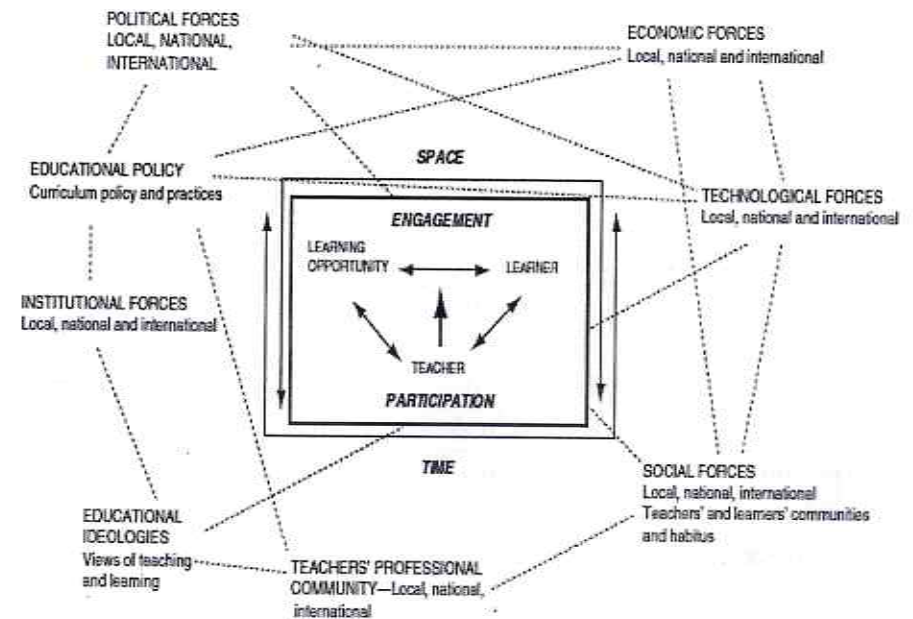 POLITICAL FORCES
LOCAL, NATIONAL,
INTERNATIONAL
ECONOMIC FORCES
Local, national and international
SPACE
EDUCATIONAL POLICY
Curriculum policy and practices
TECHNOLOGICAL FORCES
Local, national and international
ENGAGEMENT
LEARNING
OPPORTUNITY
LEARNER
INSTITUTIONAL FORCES
Local, national and international
TEACHER
PARTICIPATION
TIME
SOCIAL FORCES
Local, national, international
Teachers' and learners' communities
and habitus
EDUCATIONAL
IDEOLOGIES
Views of teaching
and learning
TEACHERS' PROFESSIONAL
COMMUNITY—Local, national,
international